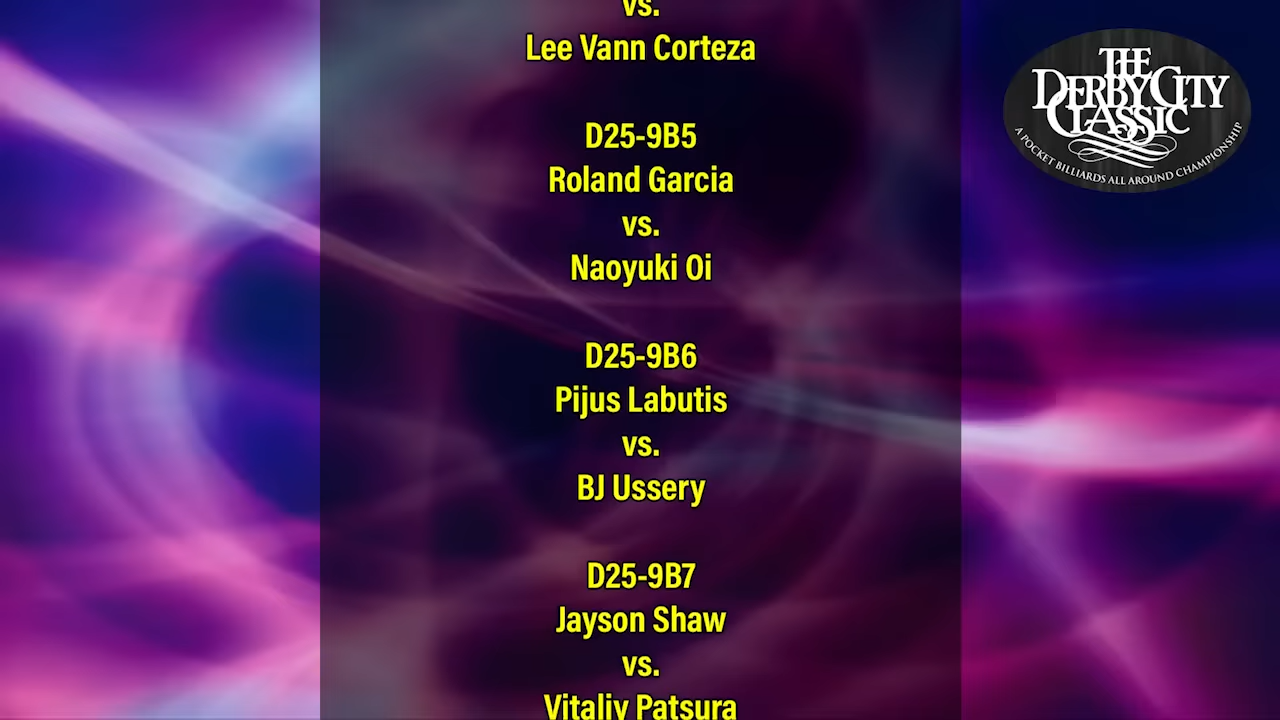 vs.
Lee Vann Corteza
D25-9B5
Roland Garcia
vs.
Naoyuki Oi
D25-9B6
Pijus Labutis
vs.
BJ Ussery
D25-9B7
Jayson Shaw
vs.
Vitaliy Patsura
THE
DERBY CITY
CLASSIC
A POCKET BILLIARDS ALL AROUND CHAMPIONSHIP